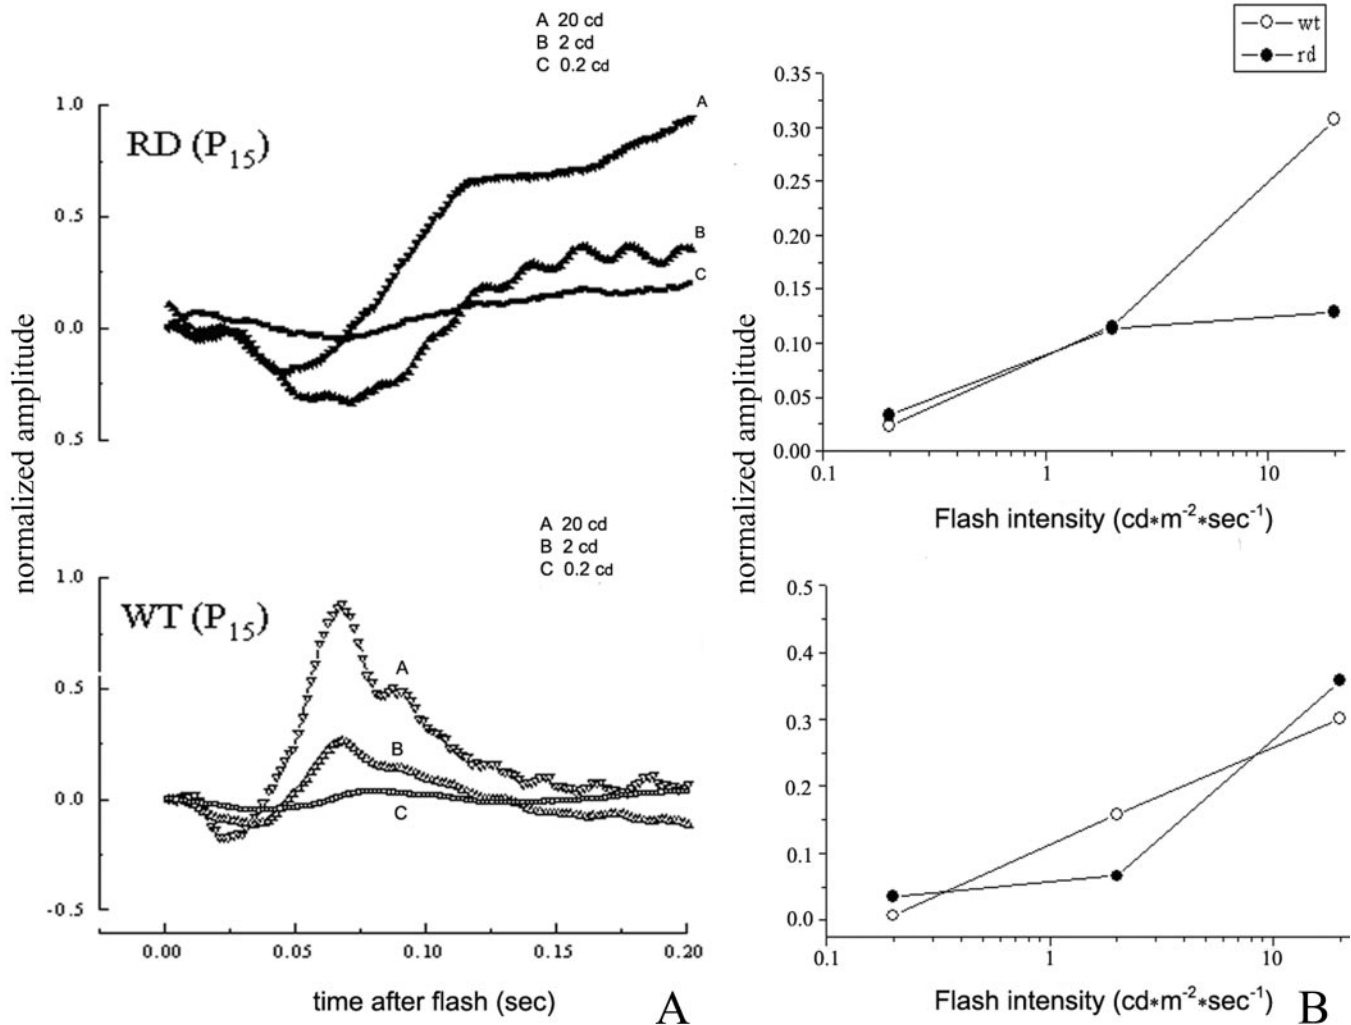 A 20 cd
B 2 cd
C 0.2 cd
RD (P15)
1.0
0.5
0.0
0.5
A
B
C
normalized amplitude
A 20 cd
B 2 cd
C 0.2 cd
WT (P15)
1.0
0.5
0.0
-0.5
A
B
C
0.00 0.05 0.10 0.15 0.20
time after flash (sec)
A
normalized amplitude
wt
rd
0.35
0.30
0.25
0.20
0.15
0.10
0.05
0.00
0.1 1 10
Flash intensity (cd*m-2*sec-1)
0.5
0.4
0.3
0.2
0.1
0.0
0.1 1 10
Flash intensity (cd*m-2*sec-1)
B